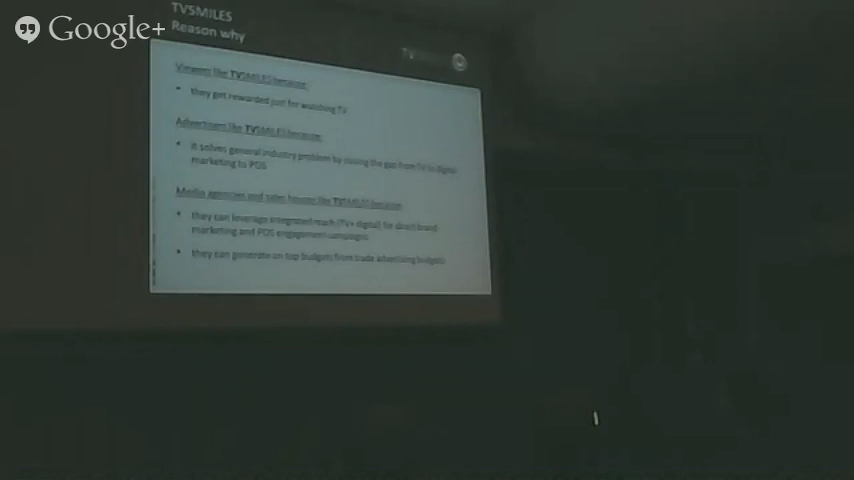 Google+
TVSMILES
Reason why
TV
Viewers like TVSMILES because
they get rewarded just for watching TV
Advertisers like TVSMILES because
it solves general industry problem by closing the gap from TV to digital
marketing to POS
Media agencies and sales houses like TVSMILES because
they can leverage integrated reach (TV+ digital) for direct brand
marketing and POS engagement campaigns
they can generate on top budgets from trade advertising budgets